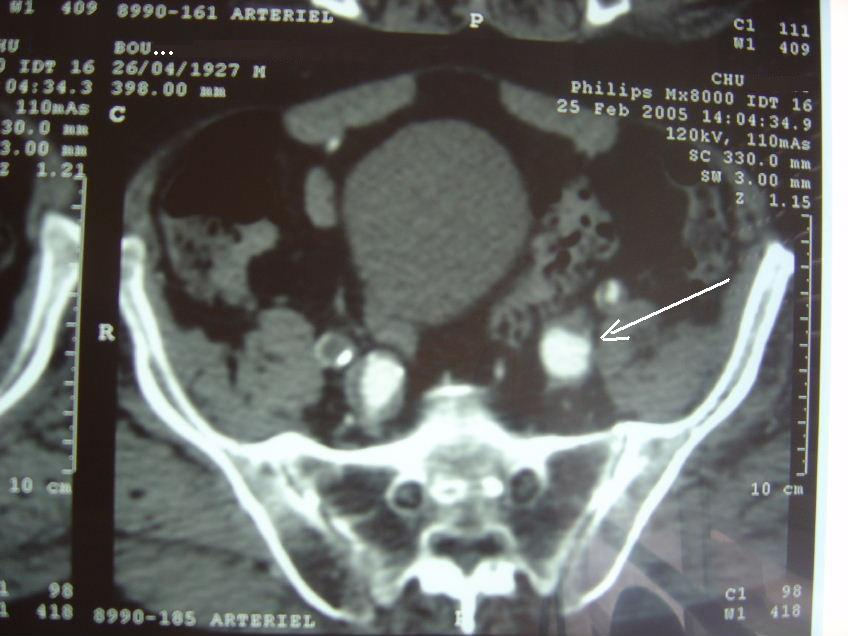 W1 409 8990-161 ARTERIEL
P
C1 111
W1 409
BOU...
26/04/1927 M
398.00 mm
C
IDT 16
04:34.3
110mAs
30.0 mm
3.00 mm
Z 1.21
CHU
Philips Mx8000 IDT 16
25 Feb 2005 14:04:34.9
120kV, 110mAs
SC 330.0 mm
SW 3.00 mm
Z 1.15
R
10 cm
10 cm
98
418
8990-185 ARTERIEL
C1 98
W1 418